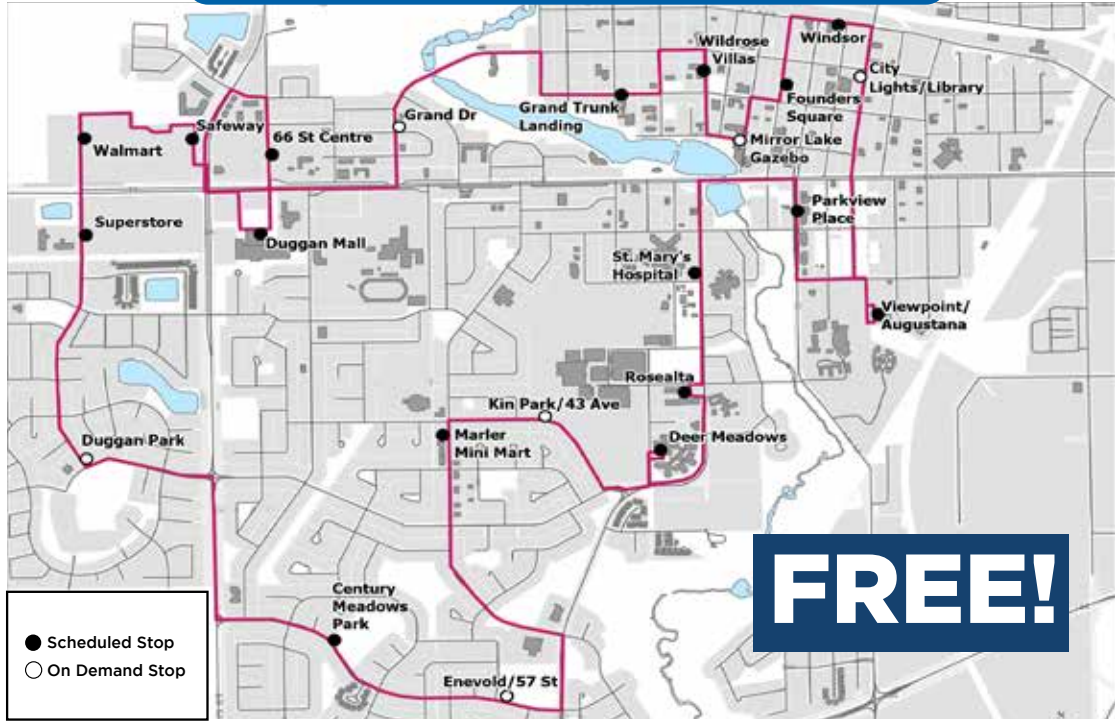 Windsor
Wildrose
Villas
City
Lights/Library
Founders
Square
Grand Trunk
Landing
Grand Dr
Mirror Lake
Gazebo
Safeway
66 St Centre
Walmart
Superstore
Duggan Mall
Parkview
Place
St. Mary's
Hospital
Viewpoint/
Augustana
Rosealta
Kin Park/43 Ave
Marler
Mini Mart
Deer Meadows
Duggan Park
Century
Meadows
Park
Enevold/57 St
FREE!
Scheduled Stop
On Demand Stop